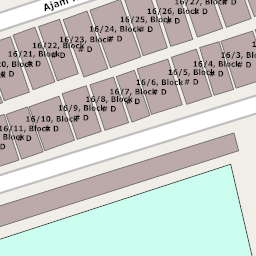 Ajam
16/27, Block# D
16/26, Block# D
16/25, Block# D
16/24, Block# D
16/23, Block# D
16/22, Block# D
16/21, Block# D
16/3, Block
16/4, Block# D
16/5, Block# D
16/6, Block# D
16/7, Block# D
16/8, Block# D
16/9, Block# D
16/10, Block# D
16/11, Block# D